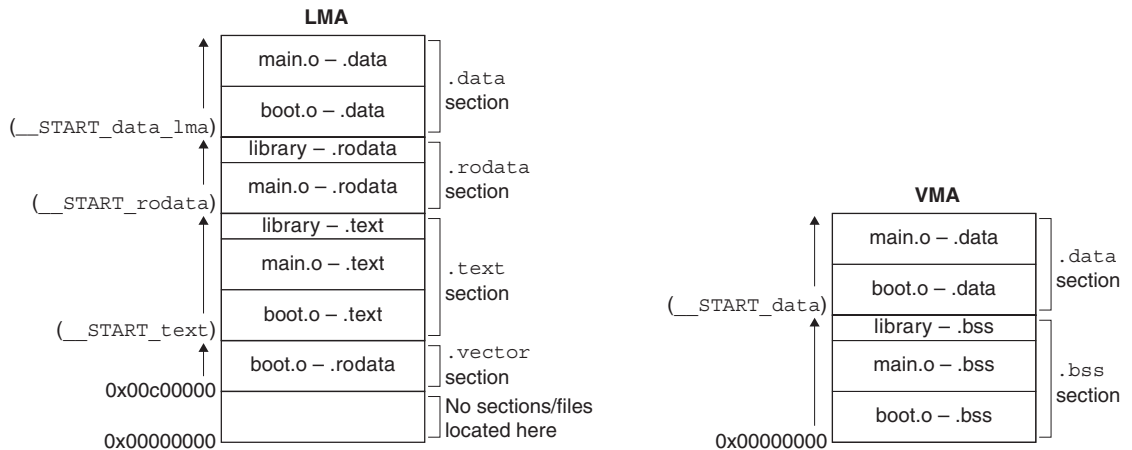 LMA
main.o – .data
boot.o – .data
.data
section
(__START_data_lma)
library – .rodata
main.o – .rodata
.rodata
section
(__START_rodata)
library – .text
main.o – .text
boot.o – .text
.text
section
(__START_text)
boot.o – .rodata
.vector
section
0x00c00000
No sections/files
located here
0x00000000
VMA
main.o – .data
boot.o – .data
.data
section
(__START_data)
library – .bss
main.o – .bss
boot.o – .bss
.bss
section
0x00000000